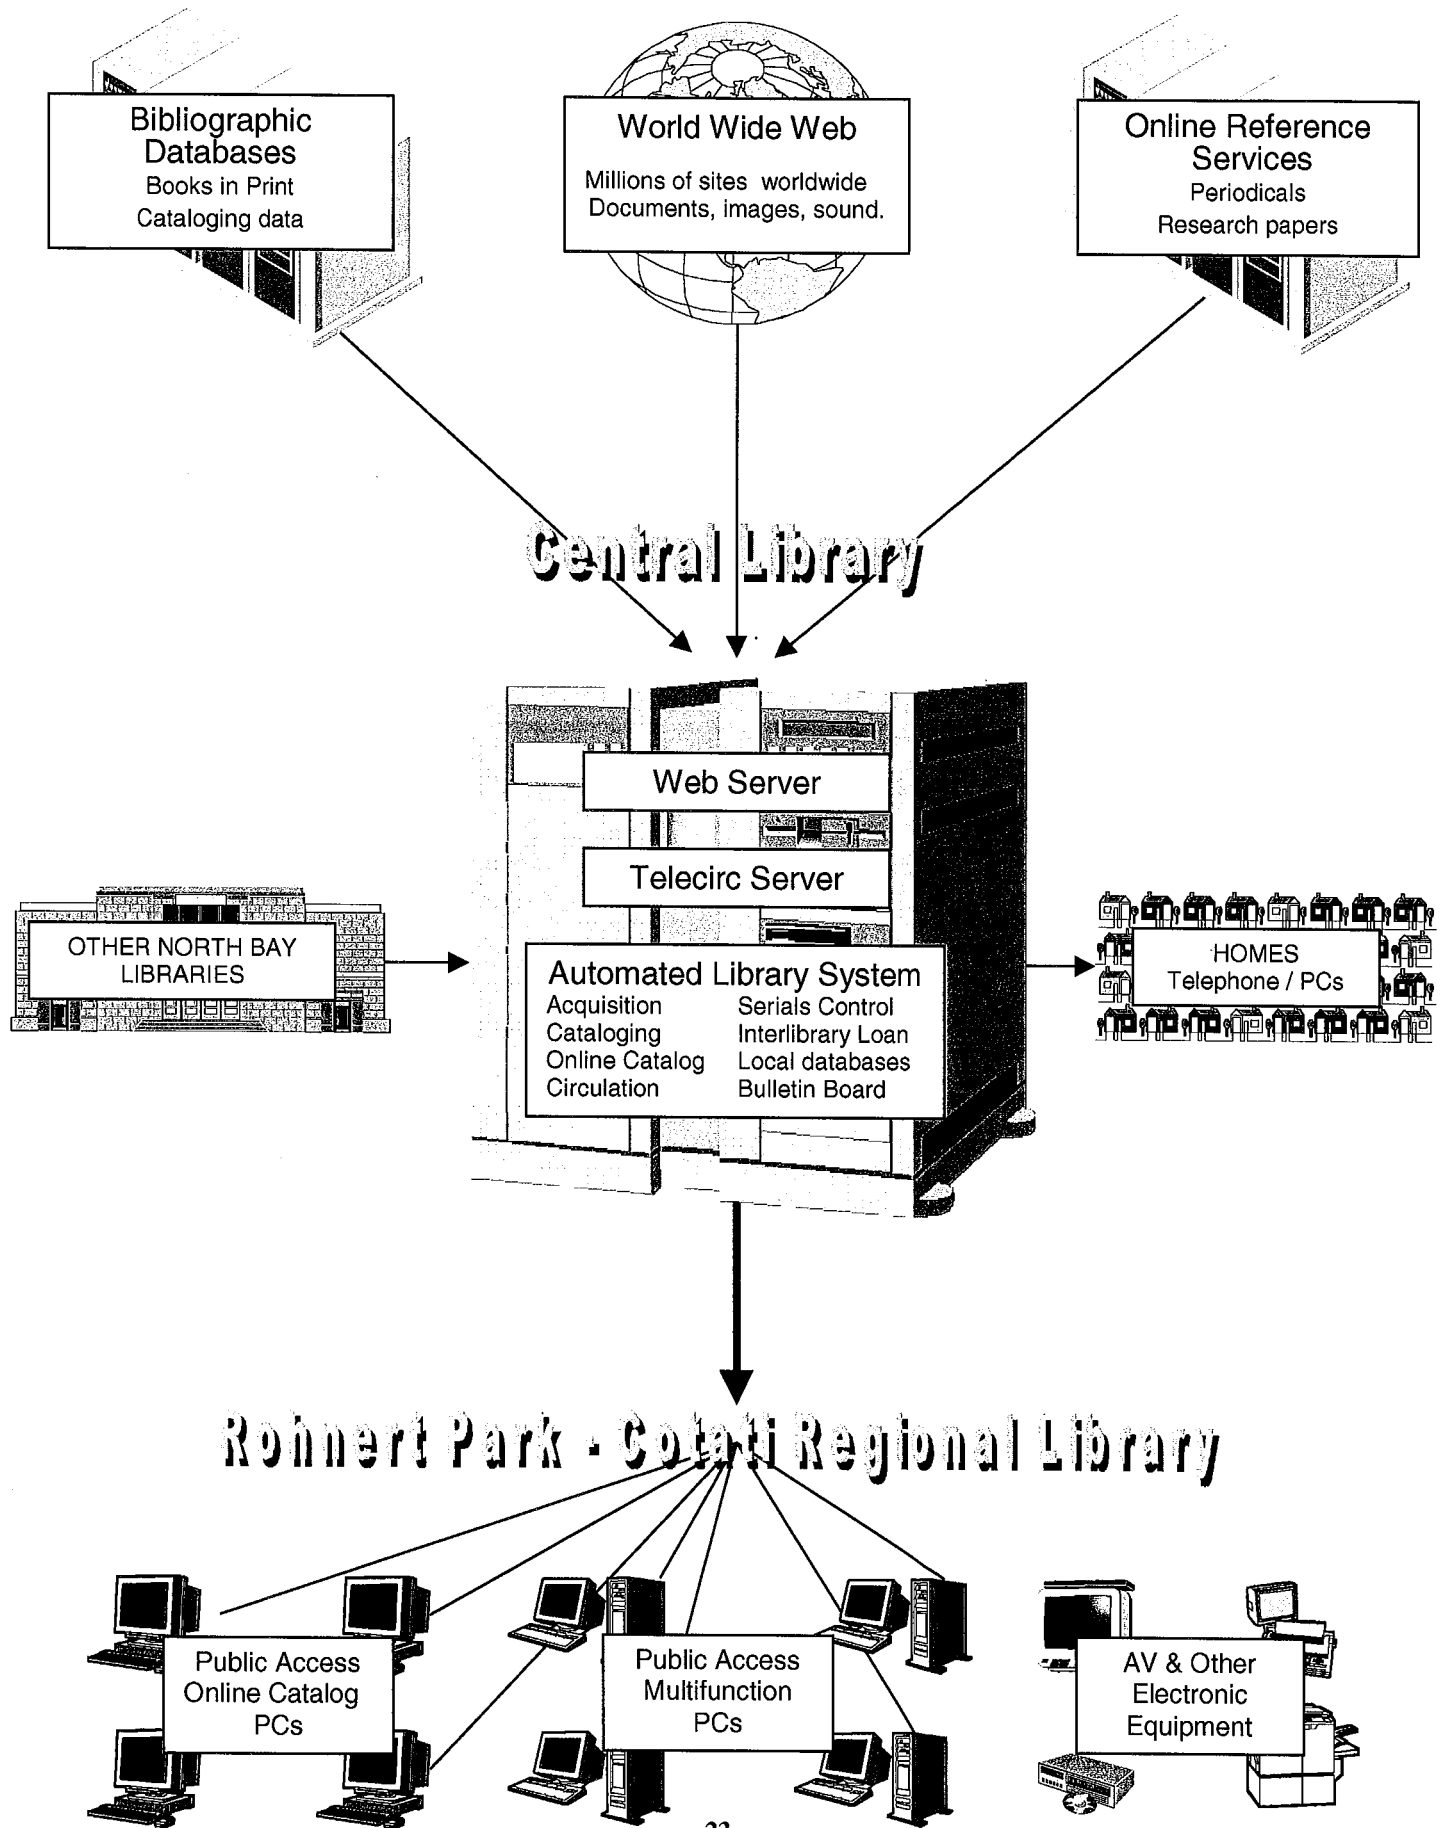 Bibliographic
Databases
Books in Print
Cataloging data
World Wide Web
Millions of sites worldwide
Documents, images, sound.
Online Reference
Services
Periodicals
Research papers
Central Library
Web Server
Telecirc Server
OTHER NORTH BAY
LIBRARIES
Automated Library System
Acquisition Serials Control
Cataloging Interlibrary Loan
Online Catalog Local databases
Circulation Bulletin Board
HOMES
Telephone / PCs
Rohnert Park - Cotati Regional Library
Public Access
Online Catalog
PCs
Public Access
Multifunction
PCs
AV & Other
Electronic
Equipment
23